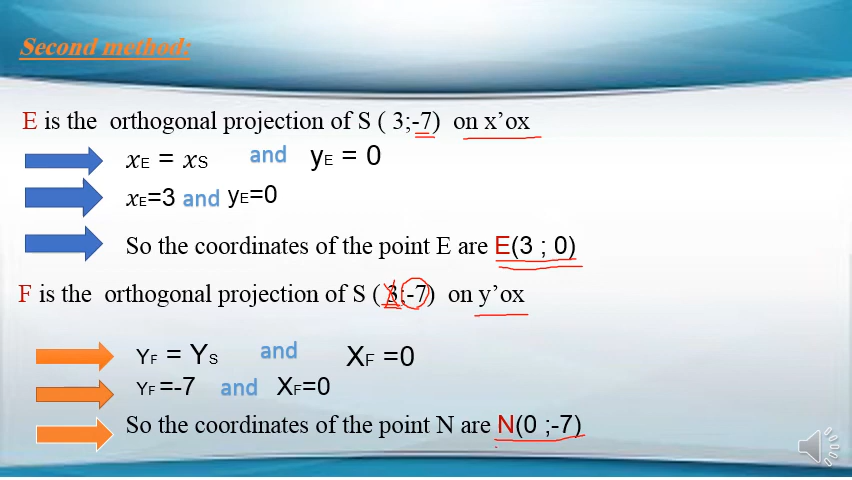 Second method:
E is the orthogonal projection of S ( 3;-7) on x’ox
xE = xS and yE = 0
xE=3 and yE=0
So the coordinates of the point E are E(3 ; 0)
F is the orthogonal projection of S ( 3;-7) on y’ox
YF = YS and XF =0
YF =-7 and XF=0
So the coordinates of the point N are N(0 ;-7)